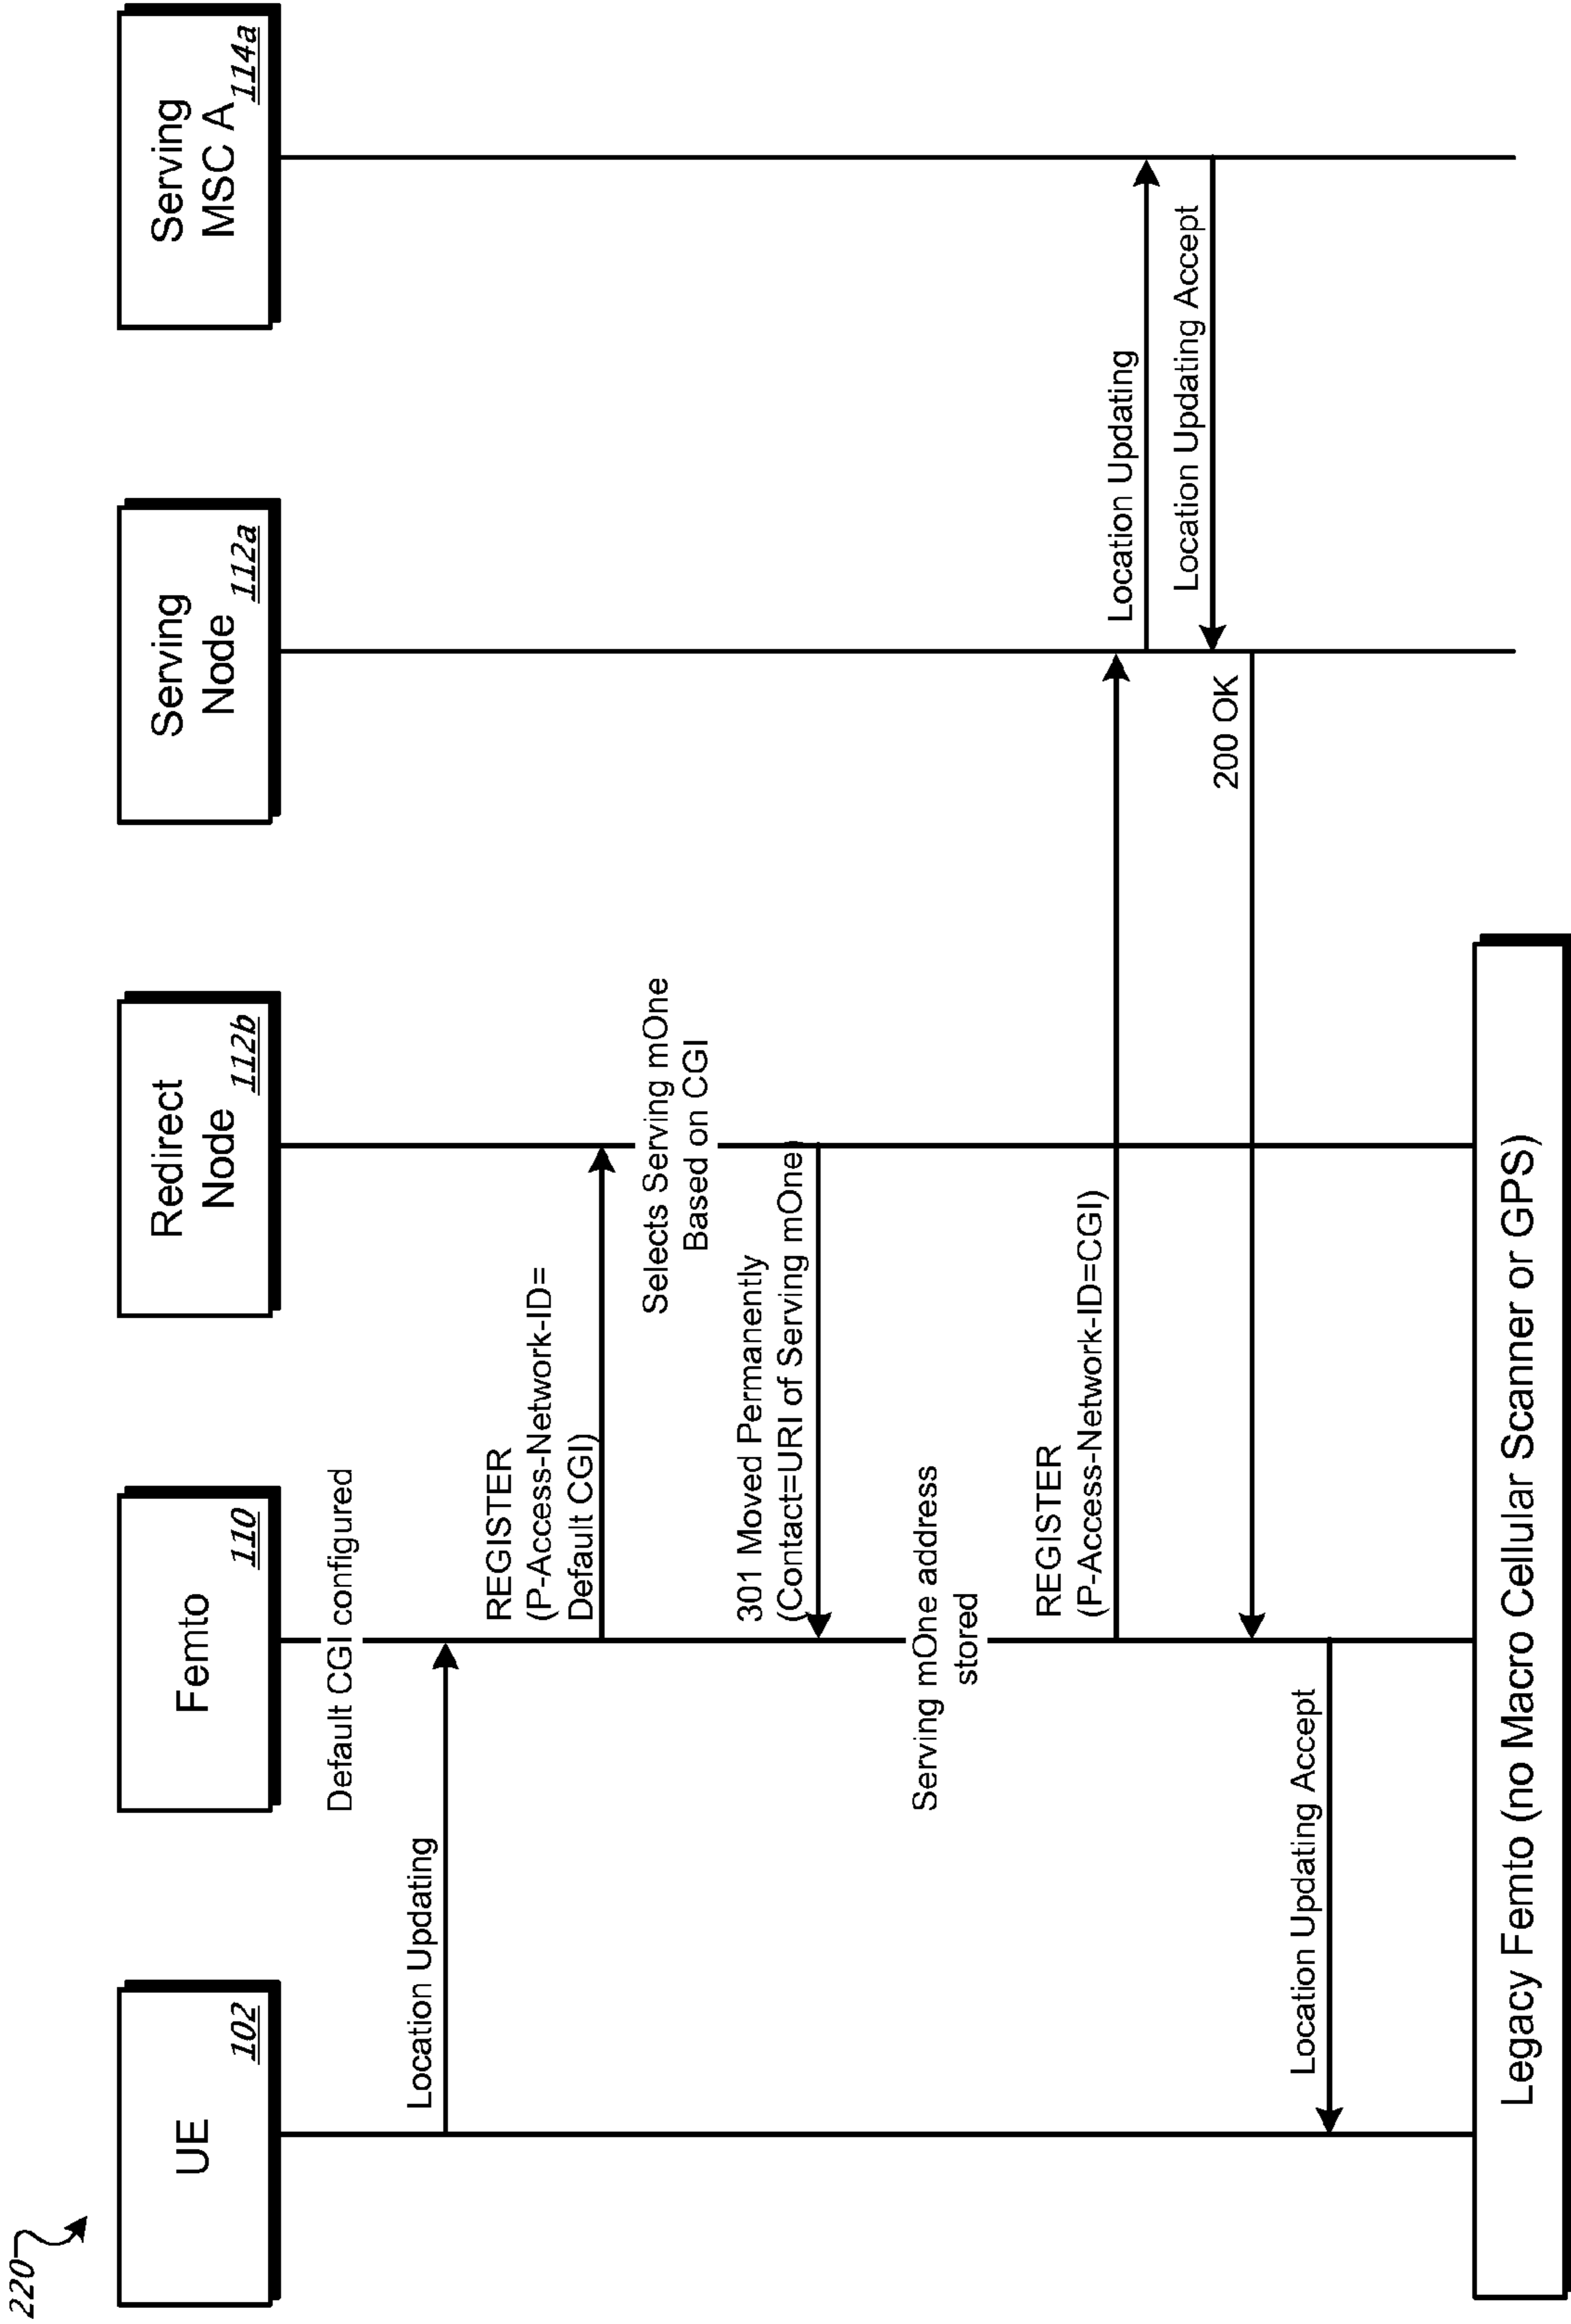 220
UE
102
Femto
110
Redirect
Node
112b
Serving
Node
112a
Serving
MSC A
114a
Default CGI configured
Location Updating
REGISTER
(P-Access-Network-ID=
Default CGI)
Selects Serving mOne
Based on CGI
301 Moved Permanently
(Contact=URI of Serving mOne)
Serving mOne address
stored
REGISTER
(P-Access-Network-ID=CGI)
Location Updating
Location Updating Accept
200 OK
Location Updating Accept
Legacy Femto (no Macro Cellular Scanner or GPS)